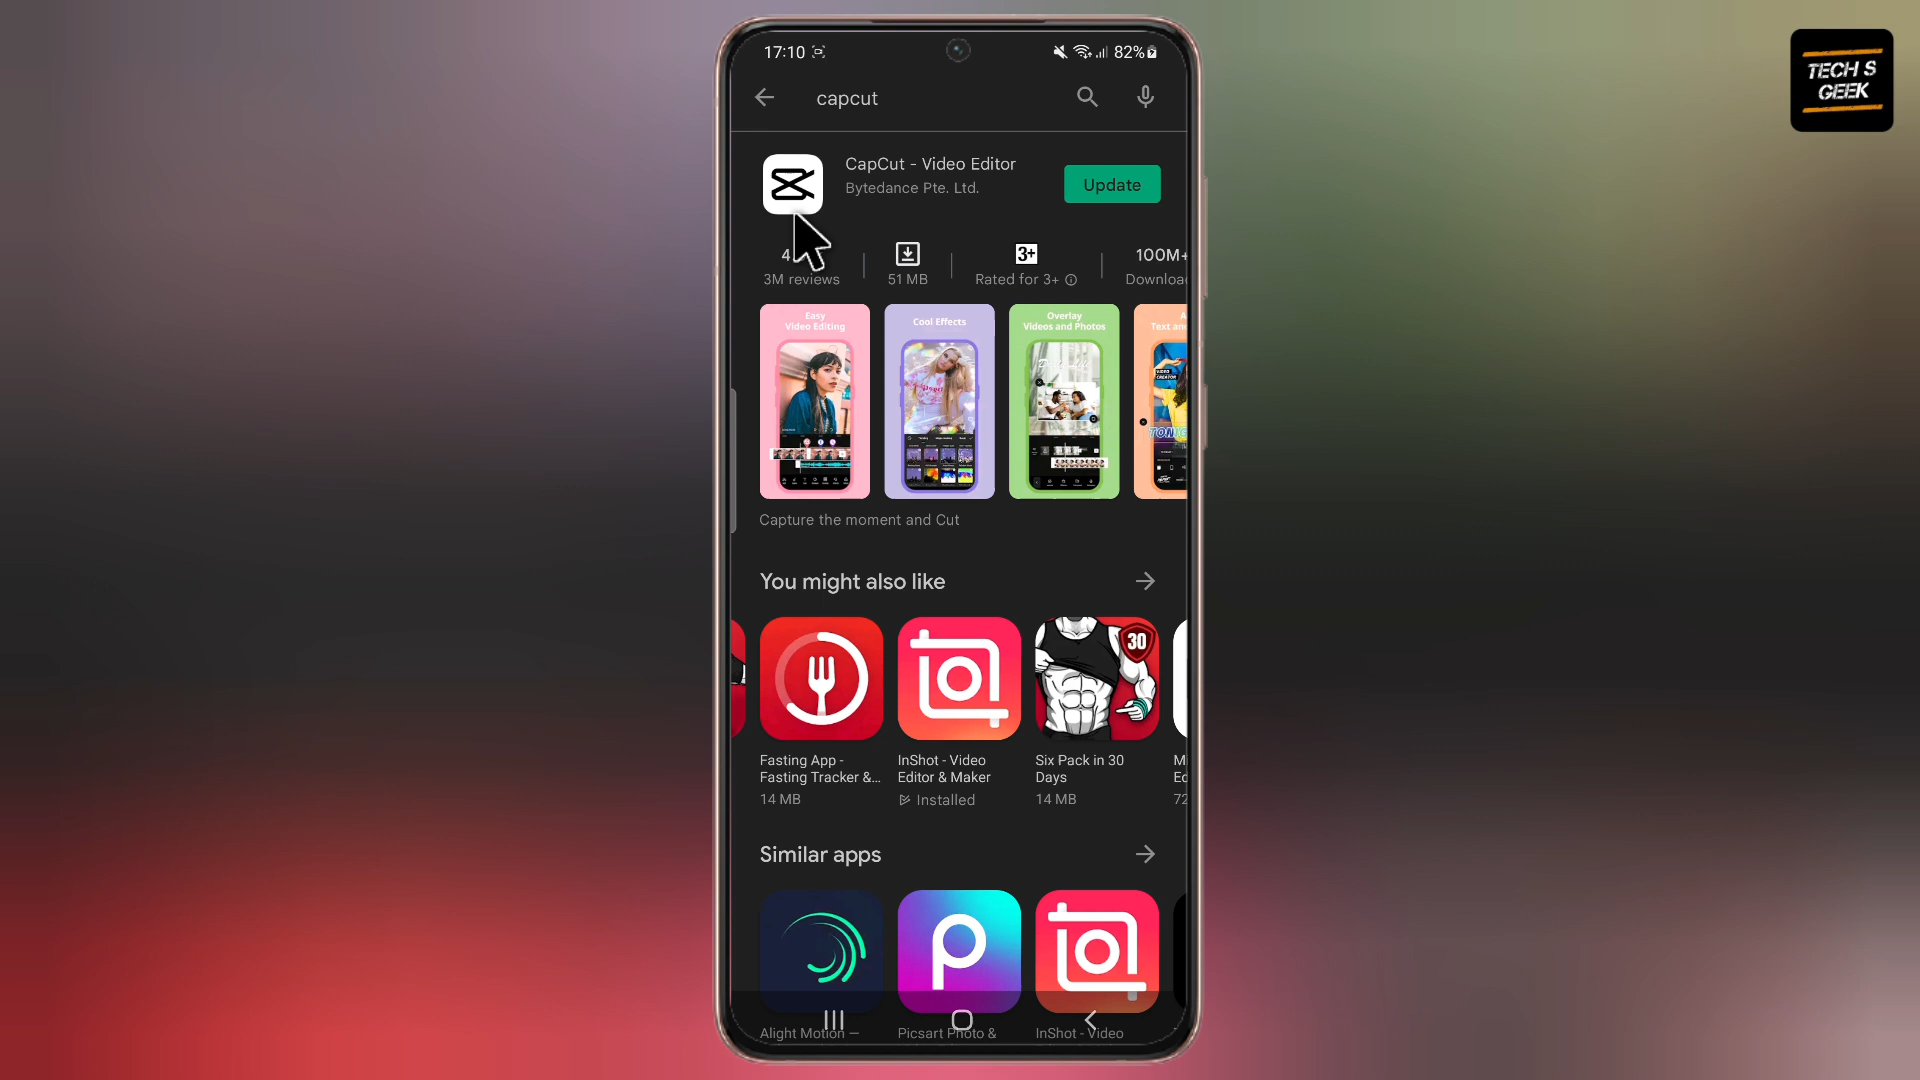 17:10
82%
TECH S
GEEK
capcut
CapCut - Video Editor
Bytedance Pte. Ltd.
Update
3+
100M+
3M reviews
51 MB
Rated for 3+
Easy
Video Editing
Cool Effects
Overlay
Videos and Photos
Capture the moment and Cut
You might also like
30
Fasting App -
Fasting Tracker &...
InShot - Video
Editor & Maker
Six Pack in 30
Days
14 MB
Installed
14 MB
Similar apps
Alight Motion —
Picsart Photo &
InShot - Video